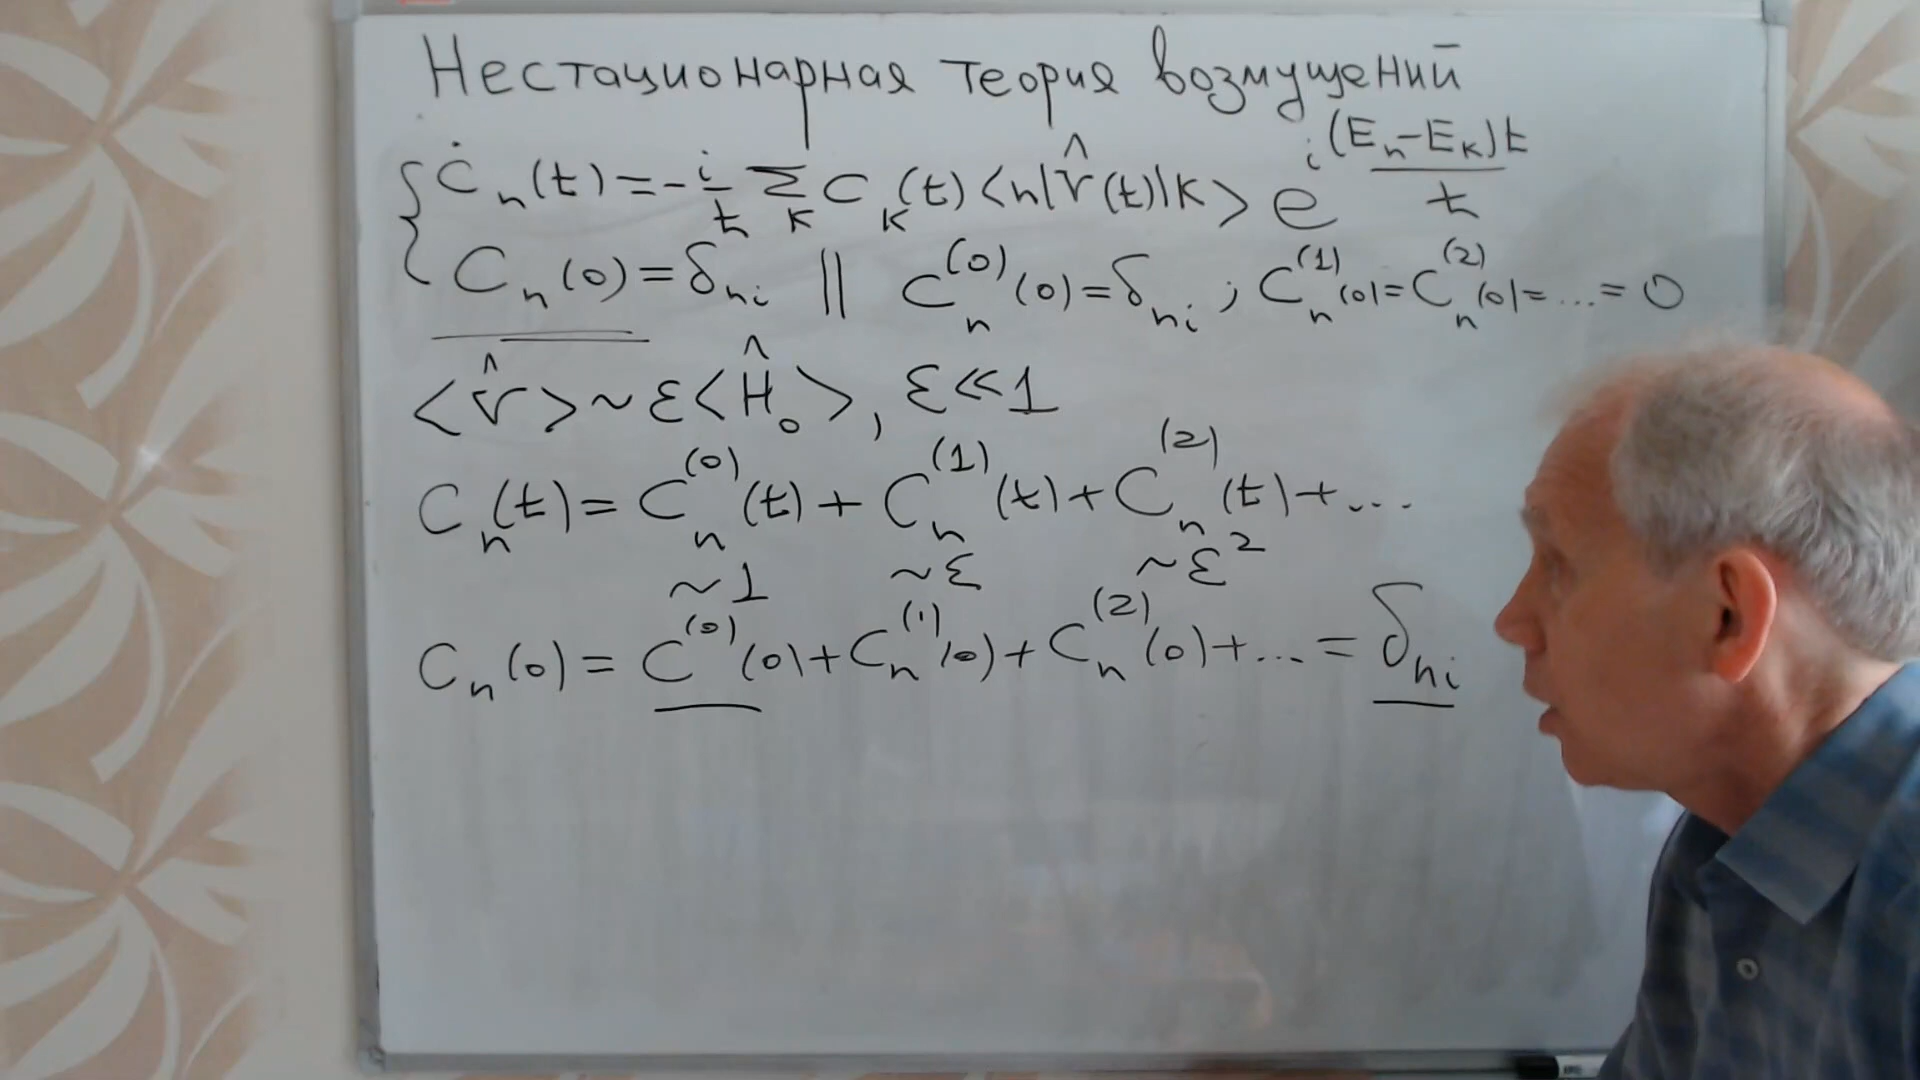 Нестационарная теория возмущений
{ Ċₙ(t) = -i/ħ Σₖ Cₖ(t) <n|V̂(t)|k> e^{i(Eₙ-Eₖ)t/ħ}
Cₙ(0) = δₙᵢ || Cₙ⁽⁰⁾(0) = δₙᵢ ; Cₙ⁽¹⁾(0) = Cₙ⁽²⁾(0) = ... = 0
<V̂> ~ ε<Ĥ₀>, ε ≪ 1
Cₙ(t) = Cₙ⁽⁰⁾(t) + Cₙ⁽¹⁾(t) + Cₙ⁽²⁾(t) + ...
~1 ~ε ~ε²
Cₙ(0) = C⁽⁰⁾(0) + Cₙ⁽¹⁾(0) + Cₙ⁽²⁾(0) + ... = δₙᵢ